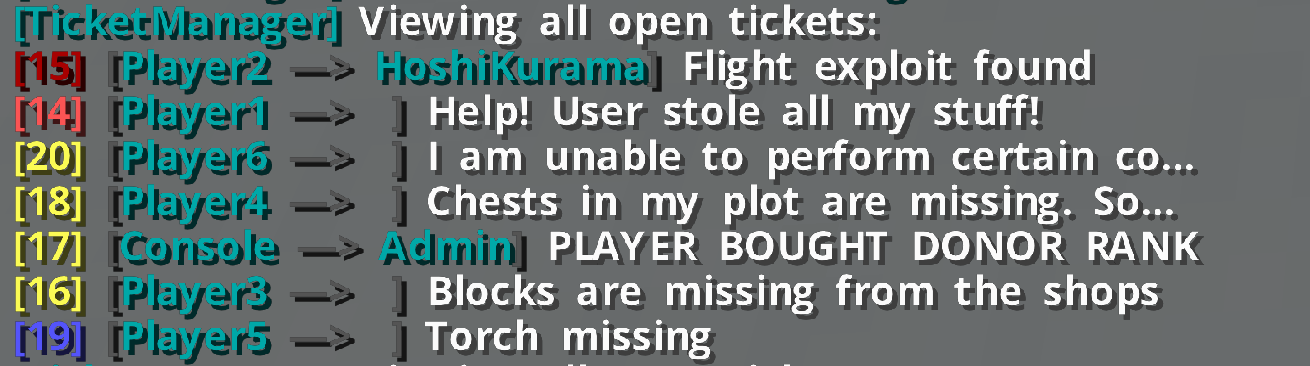 [TicketManager] Viewing all open tickets:
[15] [Player2 —> HoshiKurama] Flight exploit found
[14] [Player1 —> ] Help! User stole all my stuff!
[20] [Player6 —> ] I am unable to perform certain co...
[18] [Player4 —> ] Chests in my plot are missing. So...
[17] [Console —> Admin] PLAYER BOUGHT DONOR RANK
[16] [Player3 —> ] Blocks are missing from the shops
[19] [Player5 —> ] Torch missing